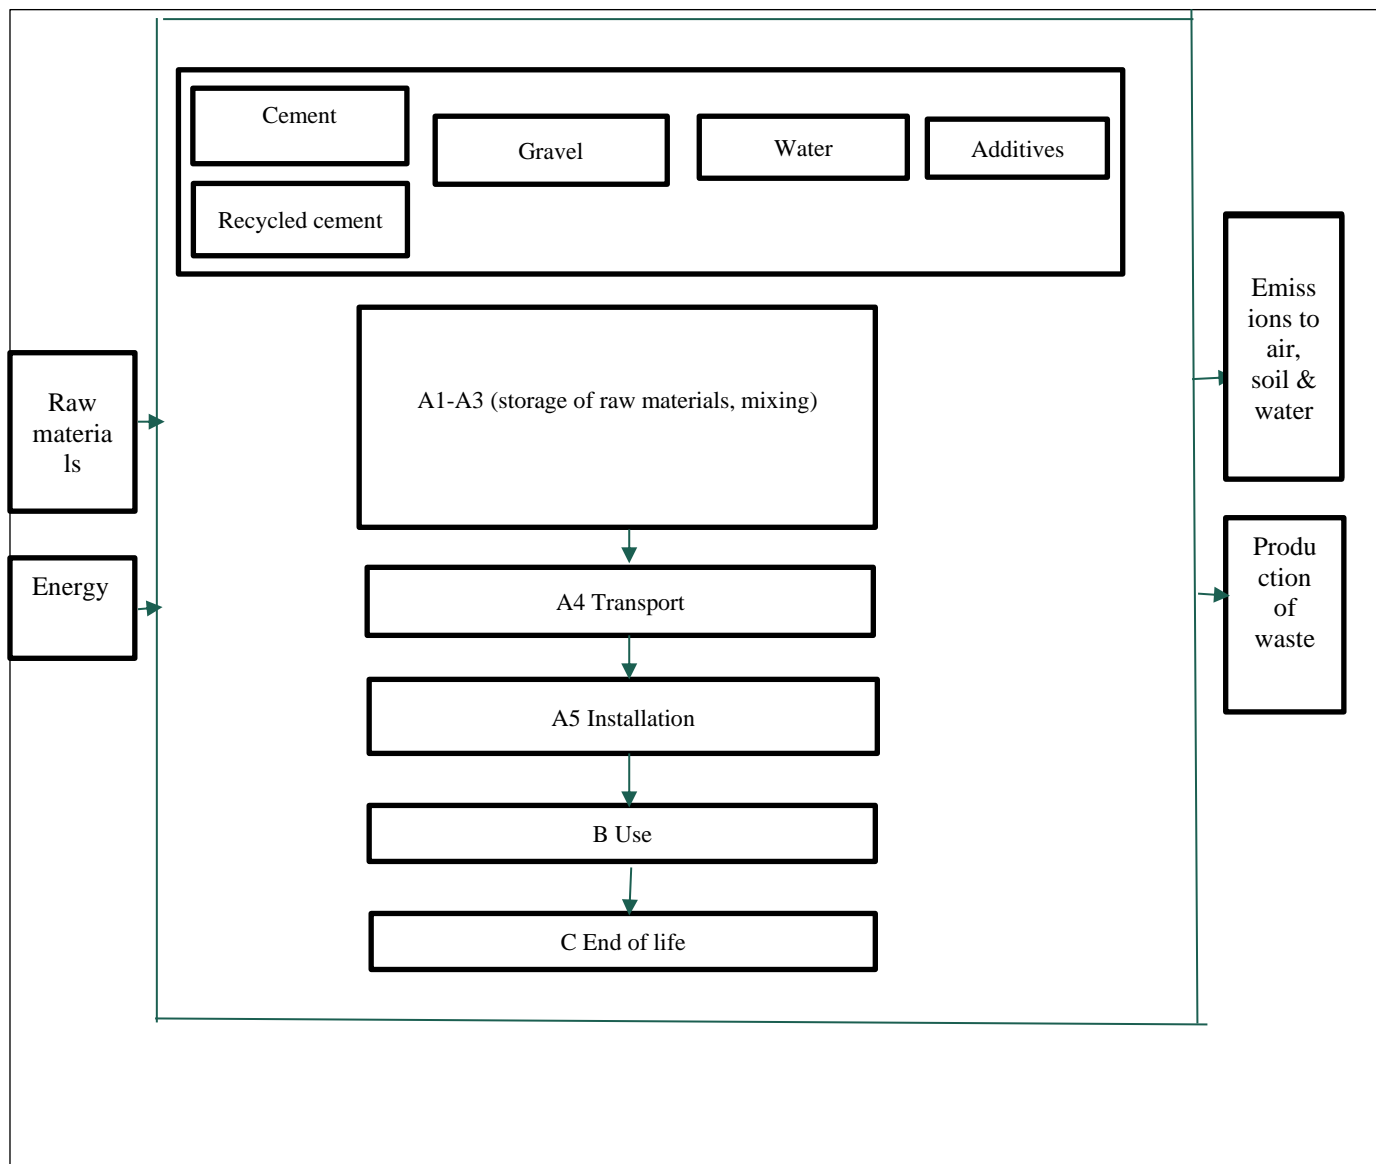 Cement
Gravel
Water
Additives
Recycled cement
Raw
materia
ls
Energy
A1-A3 (storage of raw materials, mixing)
A4 Transport
A5 Installation
B Use
C End of life
Emiss
ions to
air,
soil &
water
Produ
ction
of
waste